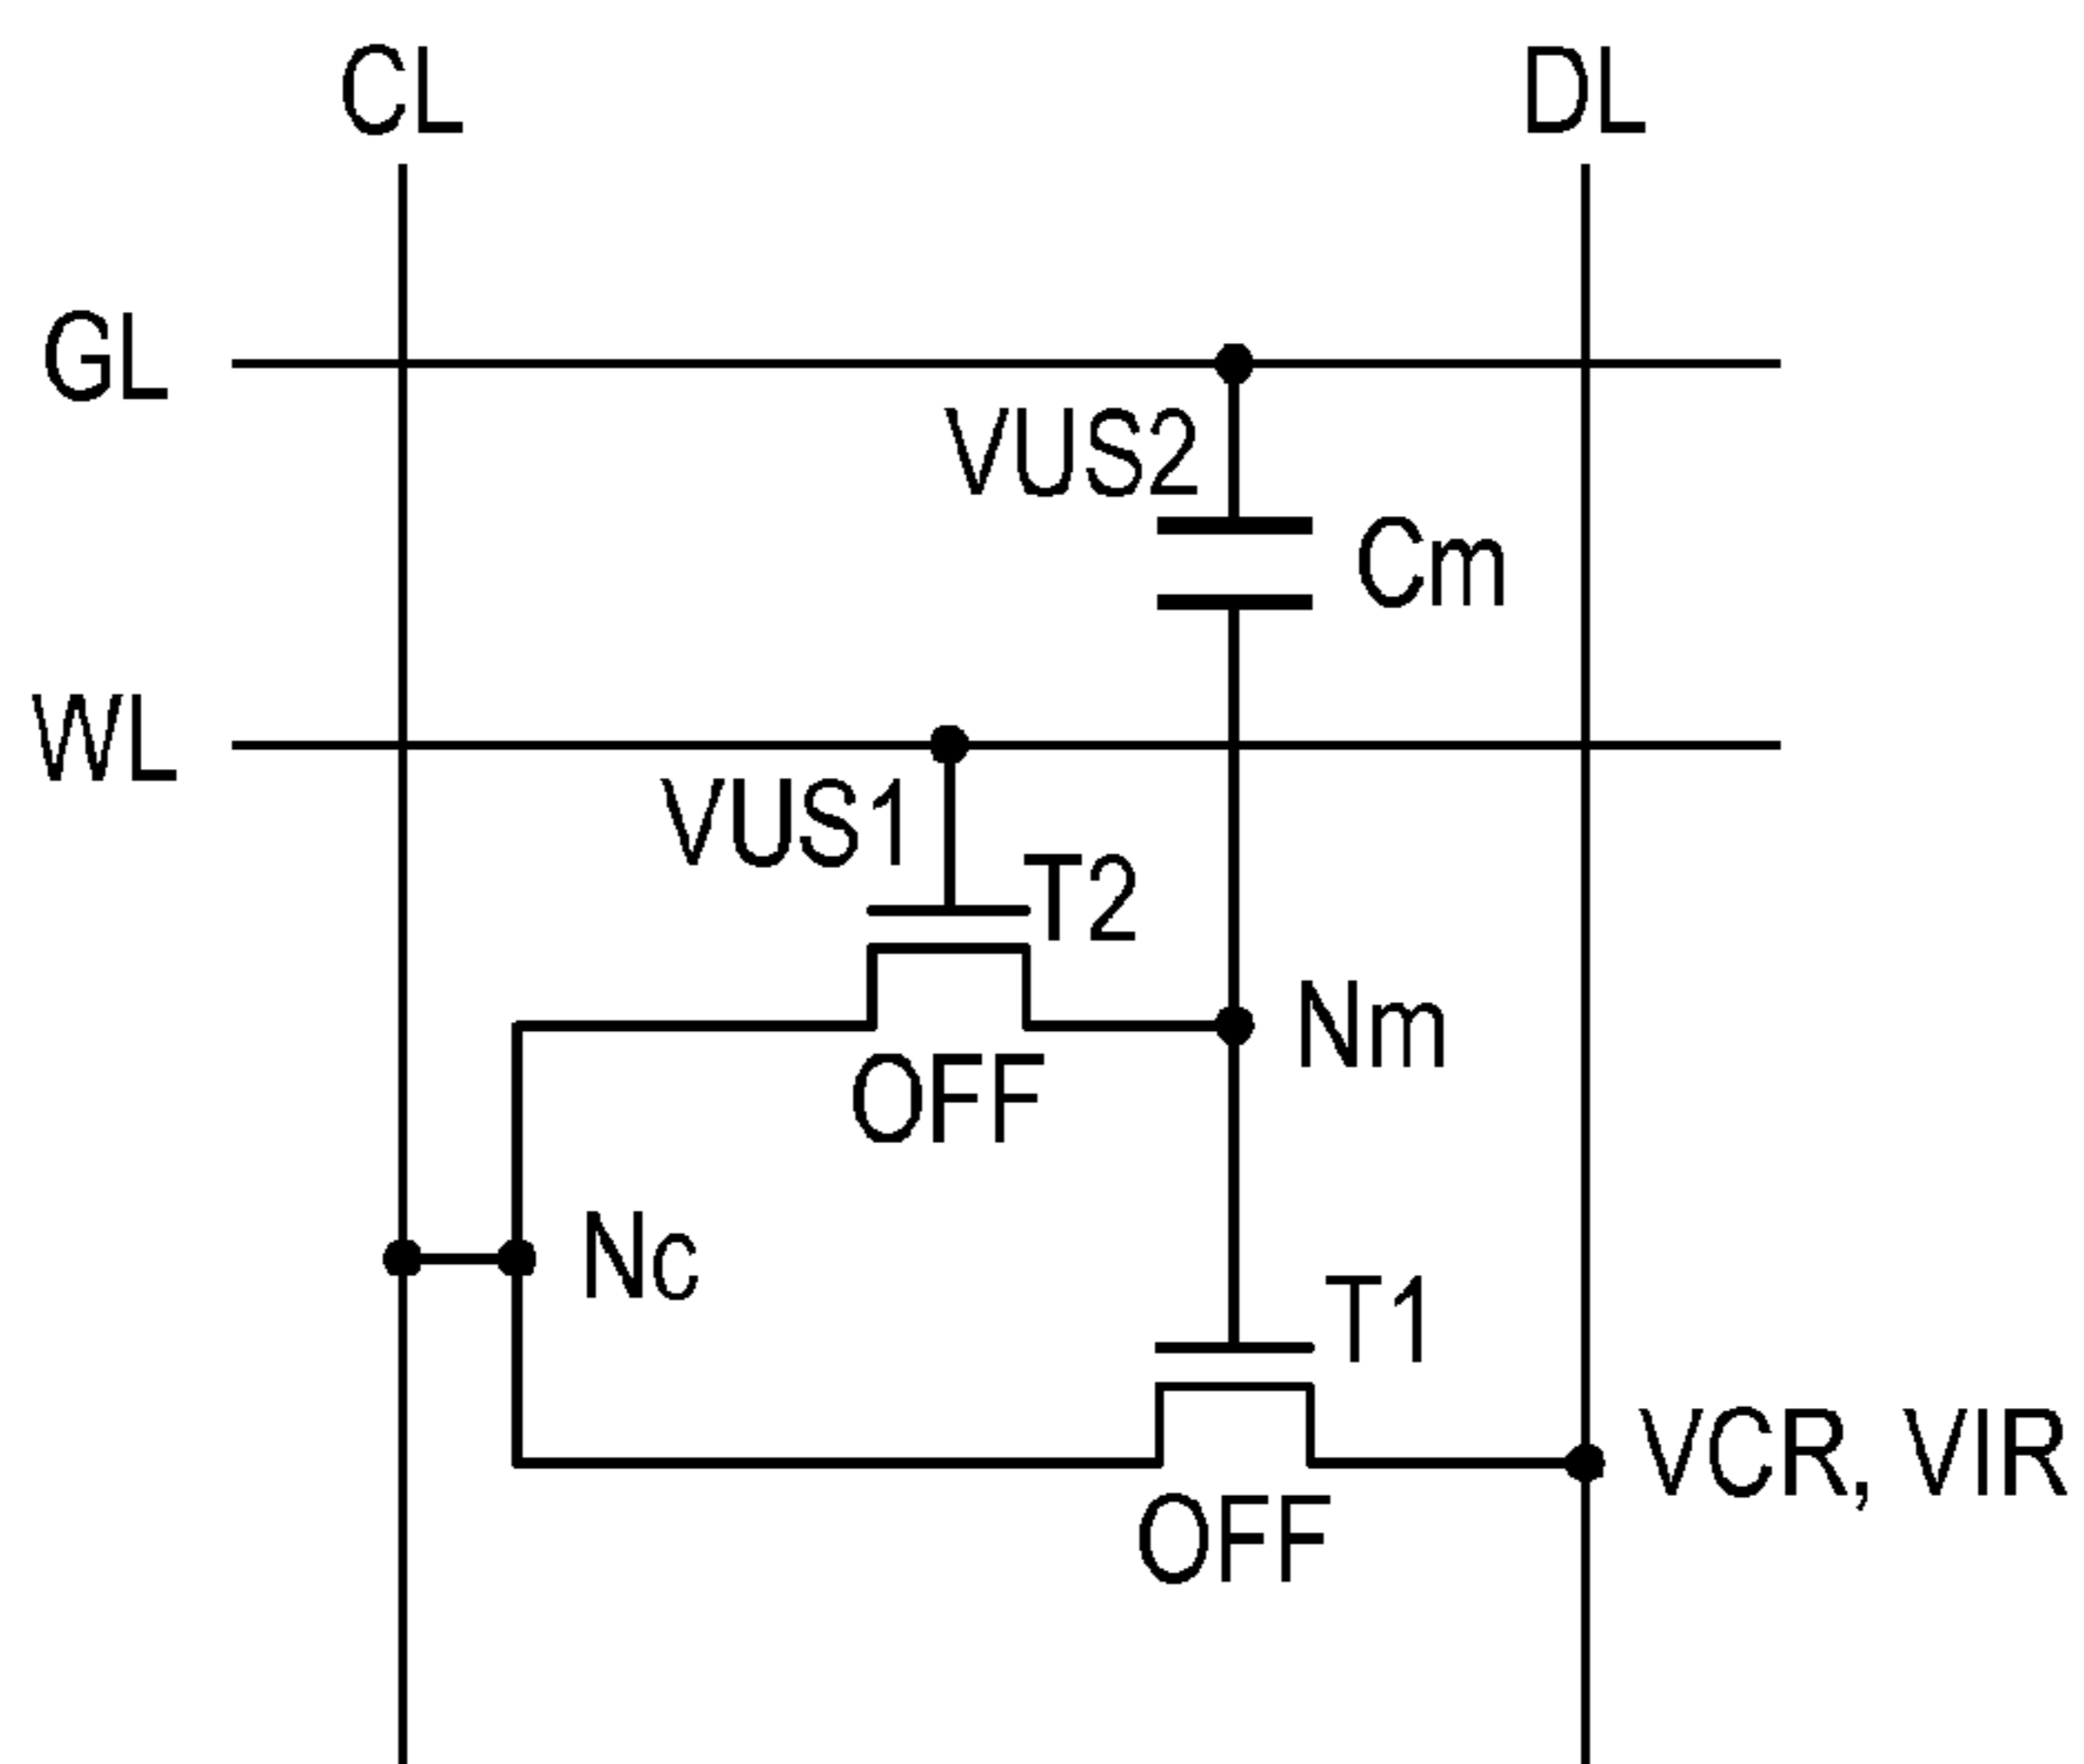 CL
DL
GL
VUS2
Cm
WL
VUS1
T2
Nm
OFF
Nc
T1
VCR, VIR
OFF